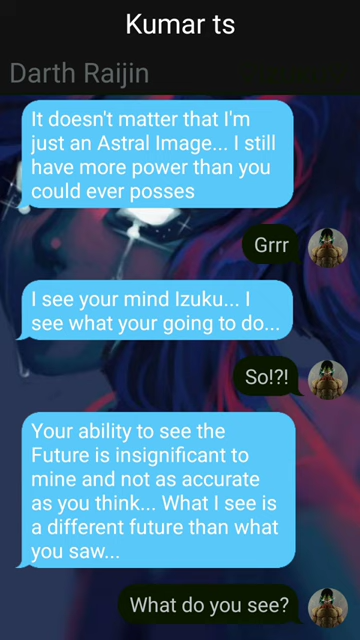 Kumar ts
Darth Raijin
It doesn't matter that I'm
just an Astral Image... I still
have more power than you
could ever posses
Grrr
I see your mind Izuku... I
see what your going to do...
So!?!
Your ability to see the
Future is insignificant to
mine and not as accurate
as you think... What I see is
a different future than what
you saw...
What do you see?